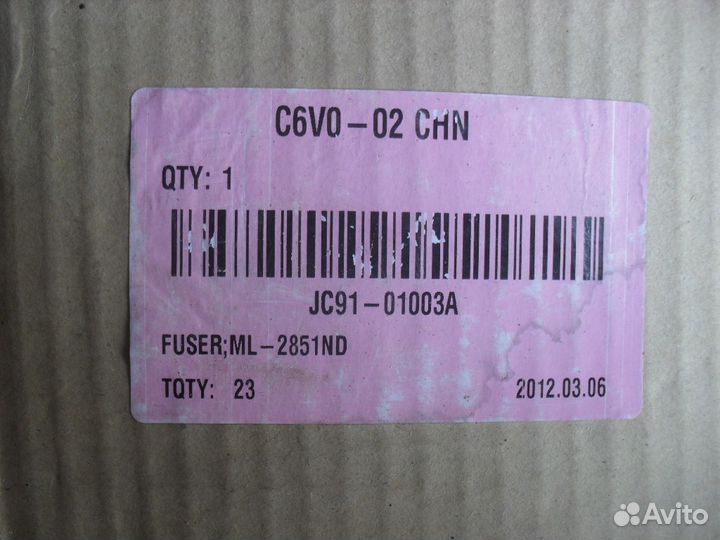 C6V0-02 CHN
QTY: 1
JC91-01003A
FUSER;ML-2851ND
TQTY: 23 2012.03.06
Avito